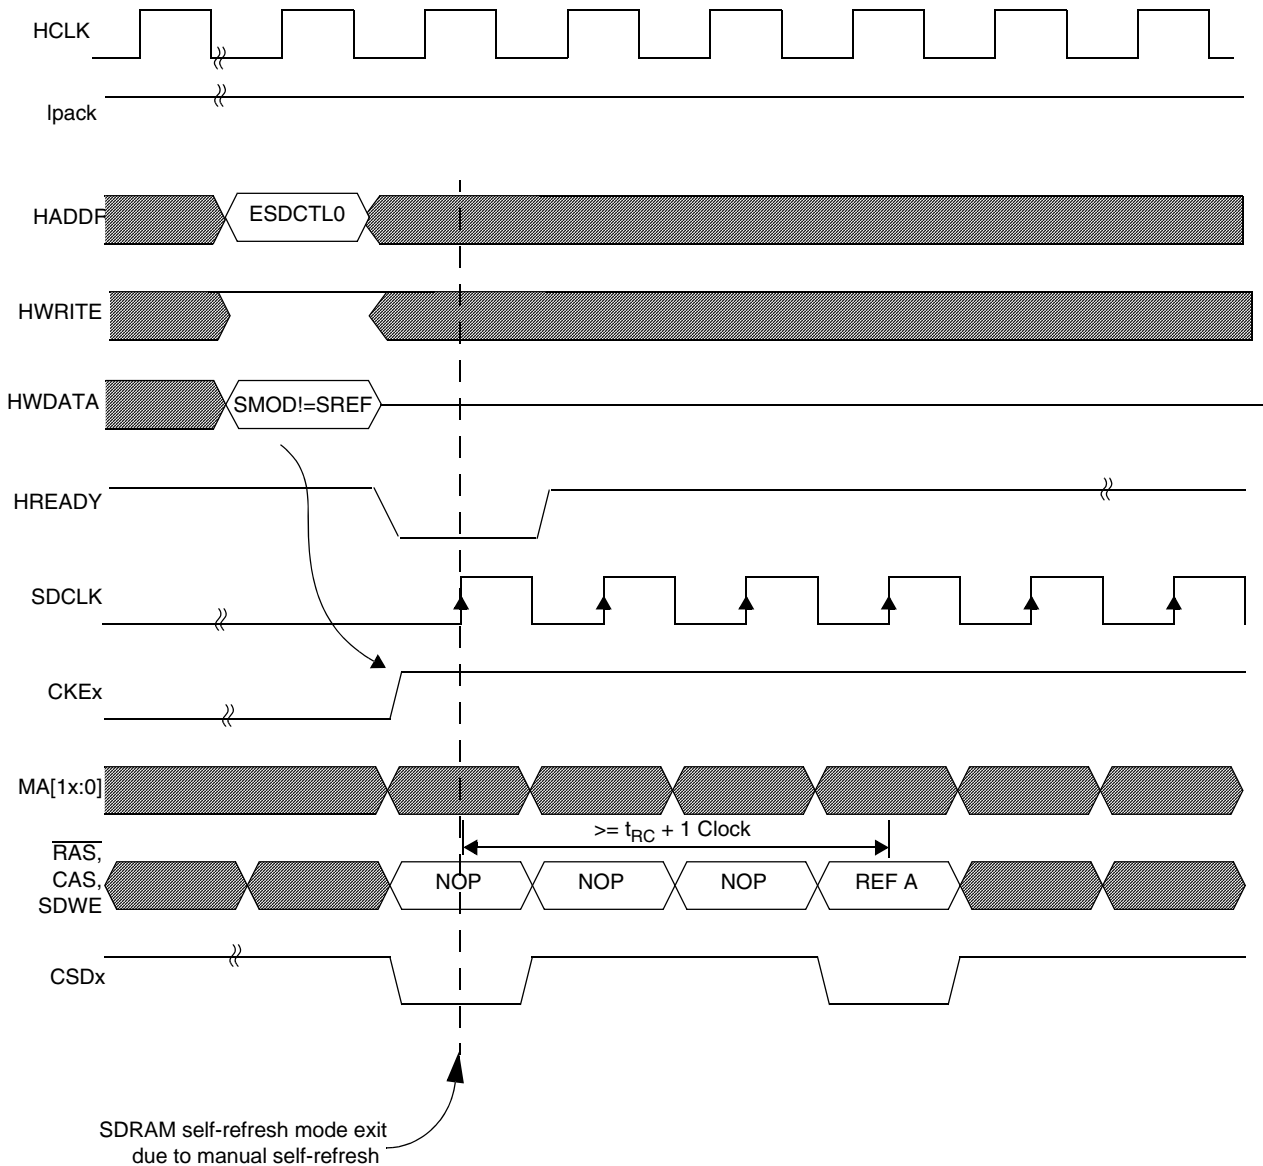 HCLK
lpack
HADDR
ESDCTL0
HWRITE
HWDATA
SMOD!=SREF
HREADY
SDCLK
CKEx
MA[1x:0]
>= tRC + 1 Clock
RAS,
CAS,
SDWE
NOP
NOP
NOP
REF A
CSDx
SDRAM self-refresh mode exit
due to manual self-refresh